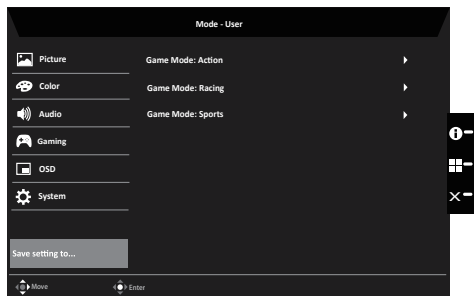 Mode - User
Picture
Game Mode: Action
Color
Game Mode: Racing
Audio
Game Mode: Sports
Gaming
OSD
System
Save setting to...
Move
Enter